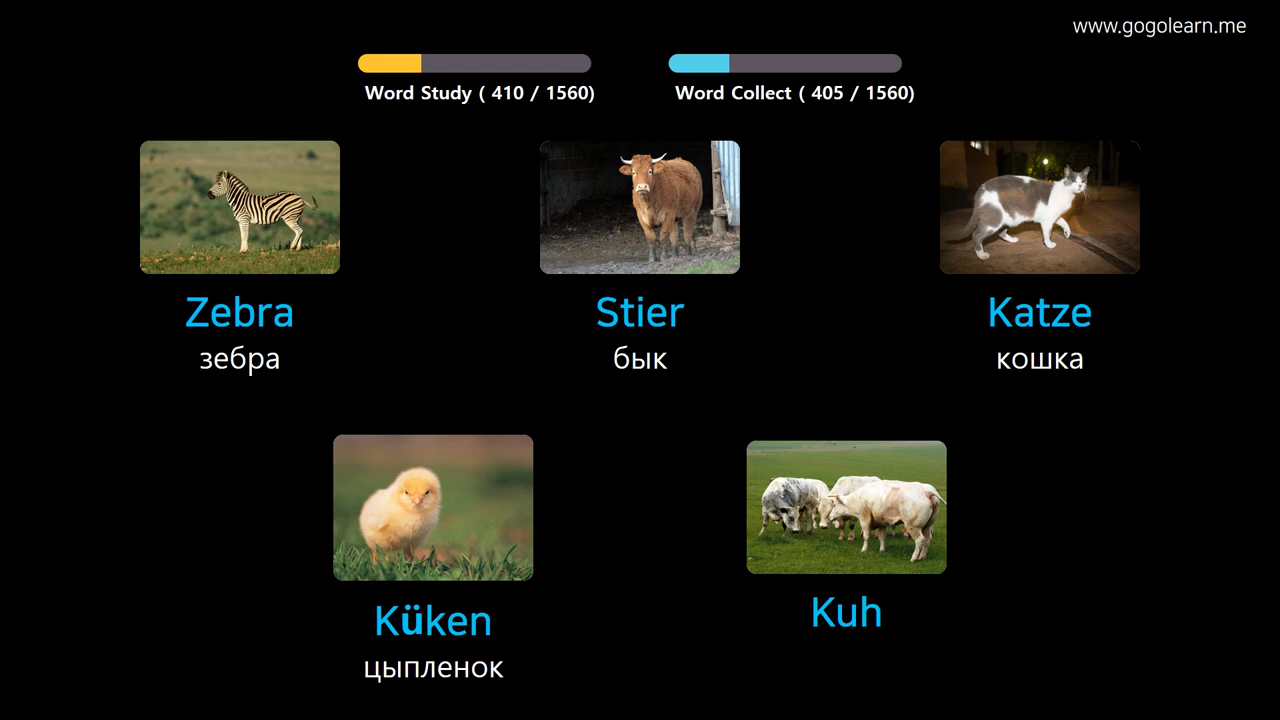 www.gogolearn.me
Word Study ( 410 / 1560)
Word Collect ( 405 / 1560)
Zebra
зебра
Stier
бык
Katze
кошка
Küken
цыпленок
Kuh